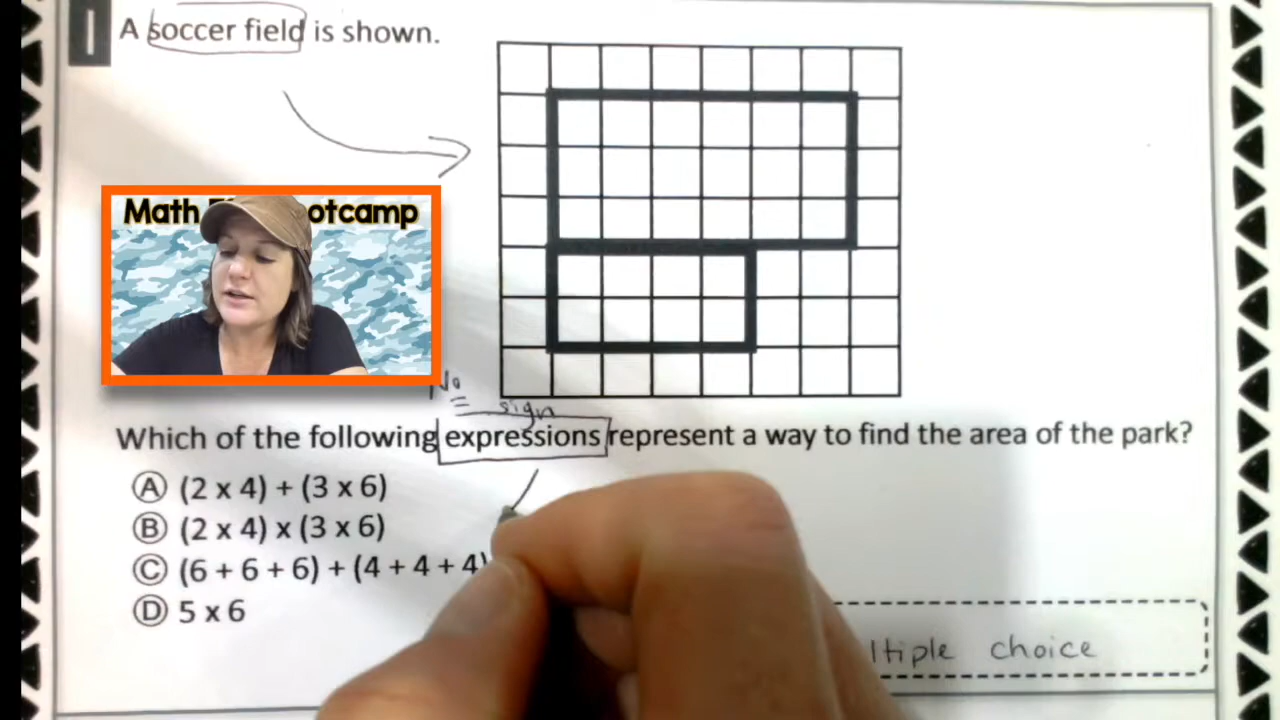 1
A soccer field is shown.
Math otcamp
No
= sign
Which of the following expressions represent a way to find the area of the park?
A (2 x 4) + (3 x 6)
B (2 x 4) x (3 x 6)
C (6 + 6 + 6) + (4 + 4 + 4)
D 5 x 6
ltiple choice